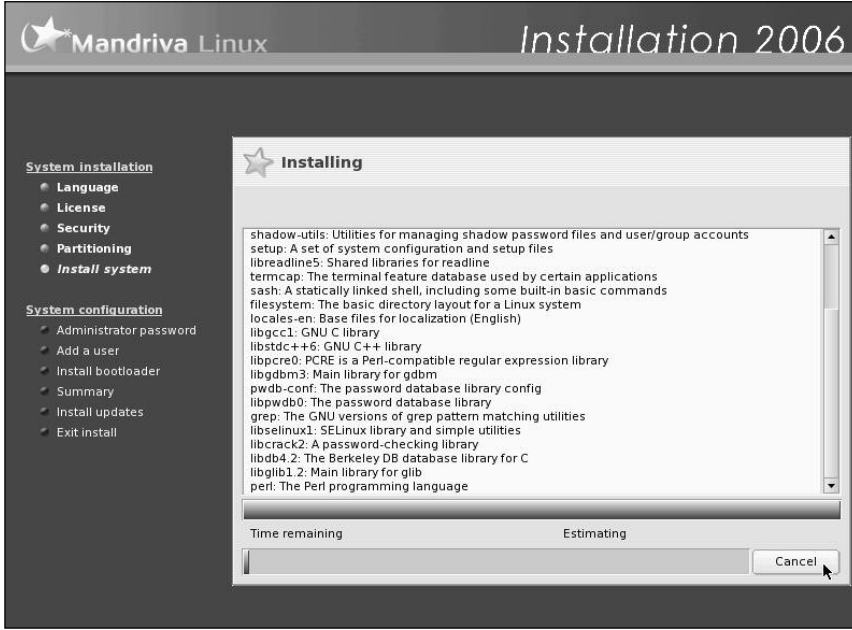 Mandriva Linux
Installation 2006
System installation
Language
License
Security
Partitioning
Install system
System configuration
Administrator password
Add a user
Install bootloader
Summary
Install updates
Exit install
Installing
shadow-utils: Utilities for managing shadow password files and user/group accounts
setup: A set of system configuration and setup files
libreadline5: Shared libraries for readline
termcap: The terminal feature database used by certain applications
sash: A statically linked shell, including some built-in basic commands
filesystem: The basic directory layout for a Linux system
locales-en: Base files for localization (English)
libgcc1: GNU C library
libstdc++6: GNU C++ library
libpcre0: PCRE is a Perl-compatible regular expression library
libgdbm3: Main library for gdbm
pwdb-conf: The password database library config
libpwdb0: The password database library
grep: The GNU versions of grep pattern matching utilities
libselinux1: SELinux library and simple utilities
libcrack2: A password-checking library
libdb4.2: The Berkeley DB database library for C
libglib1.2: Main library for glib
perl: The Perl programming language
Time remaining
Estimating
Cancel